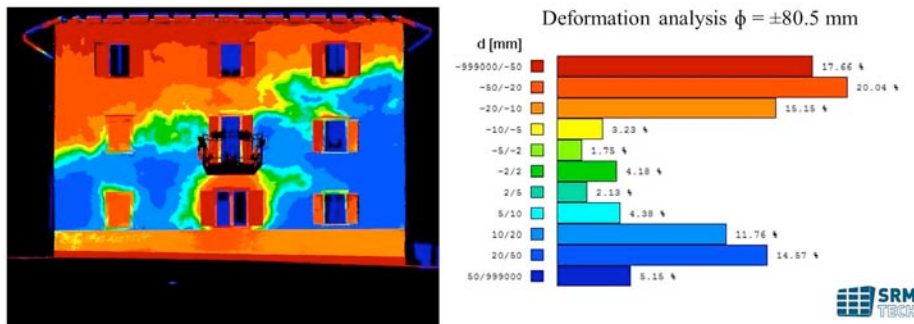 Deformation analysis ϕ = ±80.5 mm
d [mm]
-999000/-50 17.66 %
-50/-20 20.04 %
-20/-10 15.15 %
-10/-5 3.23 %
-5/-2 1.75 %
-2/2 4.18 %
2/5 2.13 %
5/10 4.38 %
10/20 11.76 %
20/50 14.57 %
50/999000 5.15 %
SRM
TECH